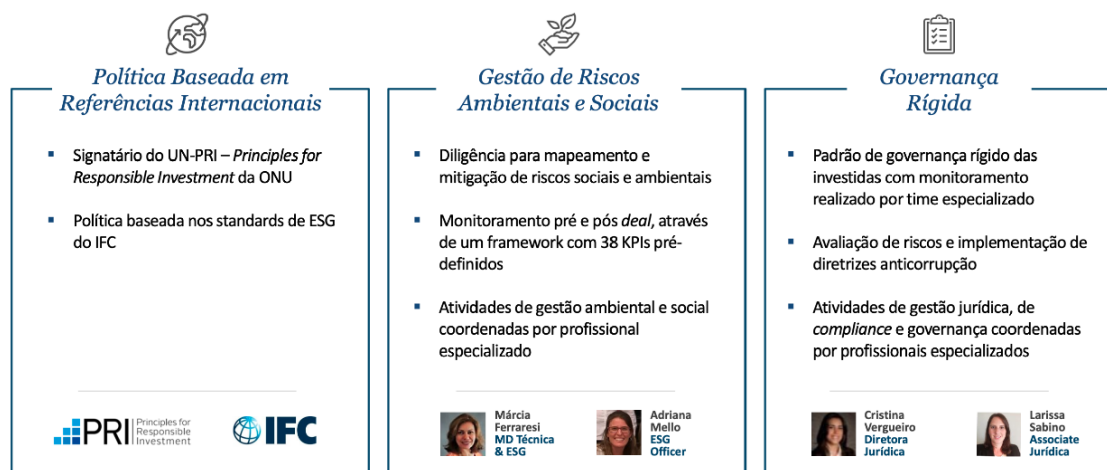 Política Baseada em
Referências Internacionais
▪ Signatário do UN-PRI – Principles for
Responsible Investment da ONU
▪ Política baseada nos standards de ESG
do IFC
PRI Principles for
Responsible
Investment
IFC
Gestão de Riscos
Ambientais e Sociais
▪ Diligência para mapeamento e
mitigação de riscos sociais e ambientais
▪ Monitoramento pré e pós deal, através
de um framework com 38 KPIs pré-
definidos
▪ Atividades de gestão ambiental e social
coordenadas por profissional
especializado
Márcia
Ferraresi
MD Técnica
& ESG
Adriana
Mello
ESG
Officer
Governança
Rígida
▪ Padrão de governança rígido das
investidas com monitoramento
realizado por time especializado
▪ Avaliação de riscos e implementação de
diretrizes anticorrupção
▪ Atividades de gestão jurídica, de
compliance e governança coordenadas
por profissionais especializados
Cristina
Vergueiro
Diretora
Jurídica
Larissa
Sabino
Associate
Jurídica